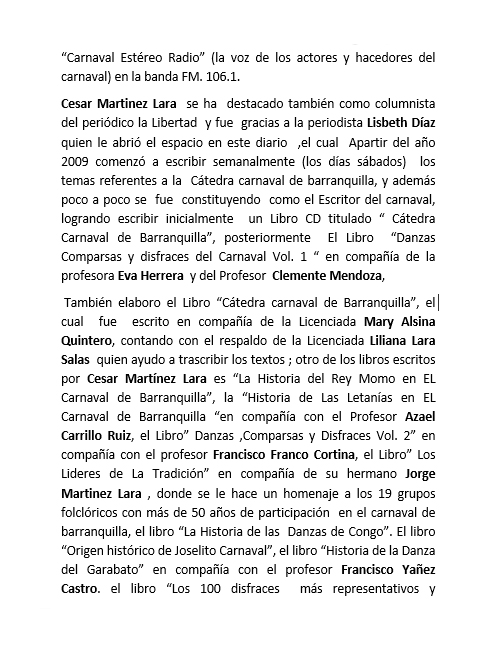 “Carnaval Estéreo Radio” (la voz de los actores y hacedores del
carnaval) en la banda FM. 106.1.
Cesar Martinez Lara se ha destacado también como columnista
del periódico la Libertad y fue gracias a la periodista Lisbeth Díaz
quien le abrió el espacio en este diario ,el cual Apartir del año
2009 comenzó a escribir semanalmente (los días sábados) los
temas referentes a la Cátedra carnaval de barranquilla, y además
poco a poco se fue constituyendo como el Escritor del carnaval,
logrando escribir inicialmente un Libro CD titulado “ Cátedra
Carnaval de Barranquilla”, posteriormente El Libro “Danzas
Comparsas y disfraces del Carnaval Vol. 1 “ en compañía de la
profesora Eva Herrera y del Profesor Clemente Mendoza,
También elaboro el Libro “Cátedra carnaval de Barranquilla”, el
cual fue escrito en compañía de la Licenciada Mary Alsina
Quintero, contando con el respaldo de la Licenciada Liliana Lara
Salas quien ayudo a trascribir los textos ; otro de los libros escritos
por Cesar Martínez Lara es “La Historia del Rey Momo en EL
Carnaval de Barranquilla”, la “Historia de Las Letanías en EL
Carnaval de Barranquilla “en compañía con el Profesor Azael
Carrillo Ruiz, el Libro” Danzas ,Comparsas y Disfraces Vol. 2” en
compañía con el profesor Francisco Franco Cortina, el Libro” Los
Lideres de La Tradición” en compañía de su hermano Jorge
Martinez Lara , donde se le hace un homenaje a los 19 grupos
folclóricos con más de 50 años de participación en el carnaval de
barranquilla, el libro “La Historia de las Danzas de Congo”. El libro
“Origen histórico de Joselito Carnaval”, el libro “Historia de la Danza
del Garabato” en compañía con el profesor Francisco Yañez
Castro. el libro “Los 100 disfraces más representativos y